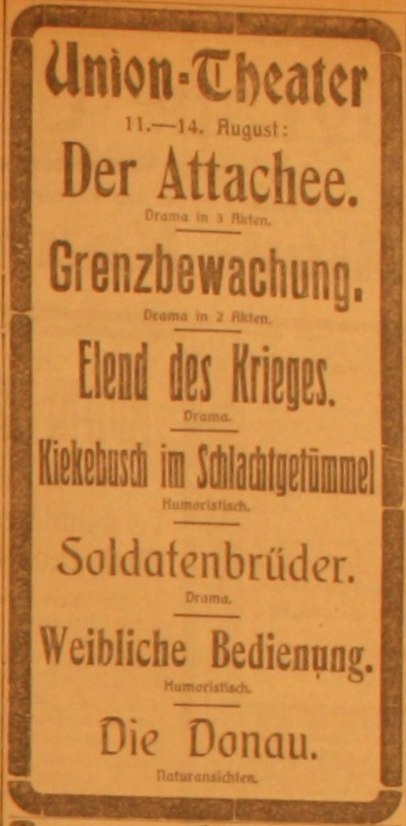 Union-Theater
11.—14. August:
Der Attachee.
Drama in 3 Akten.
Grenzbewachung.
Drama in 2 Akten.
Elend des Krieges.
Drama.
Kiekebusch im Schlachtgetümmel
Humoristisch.
Soldatenbrüder.
Drama.
Weibliche Bedienung.
Humoristisch.
Die Donau.
Naturansichten.